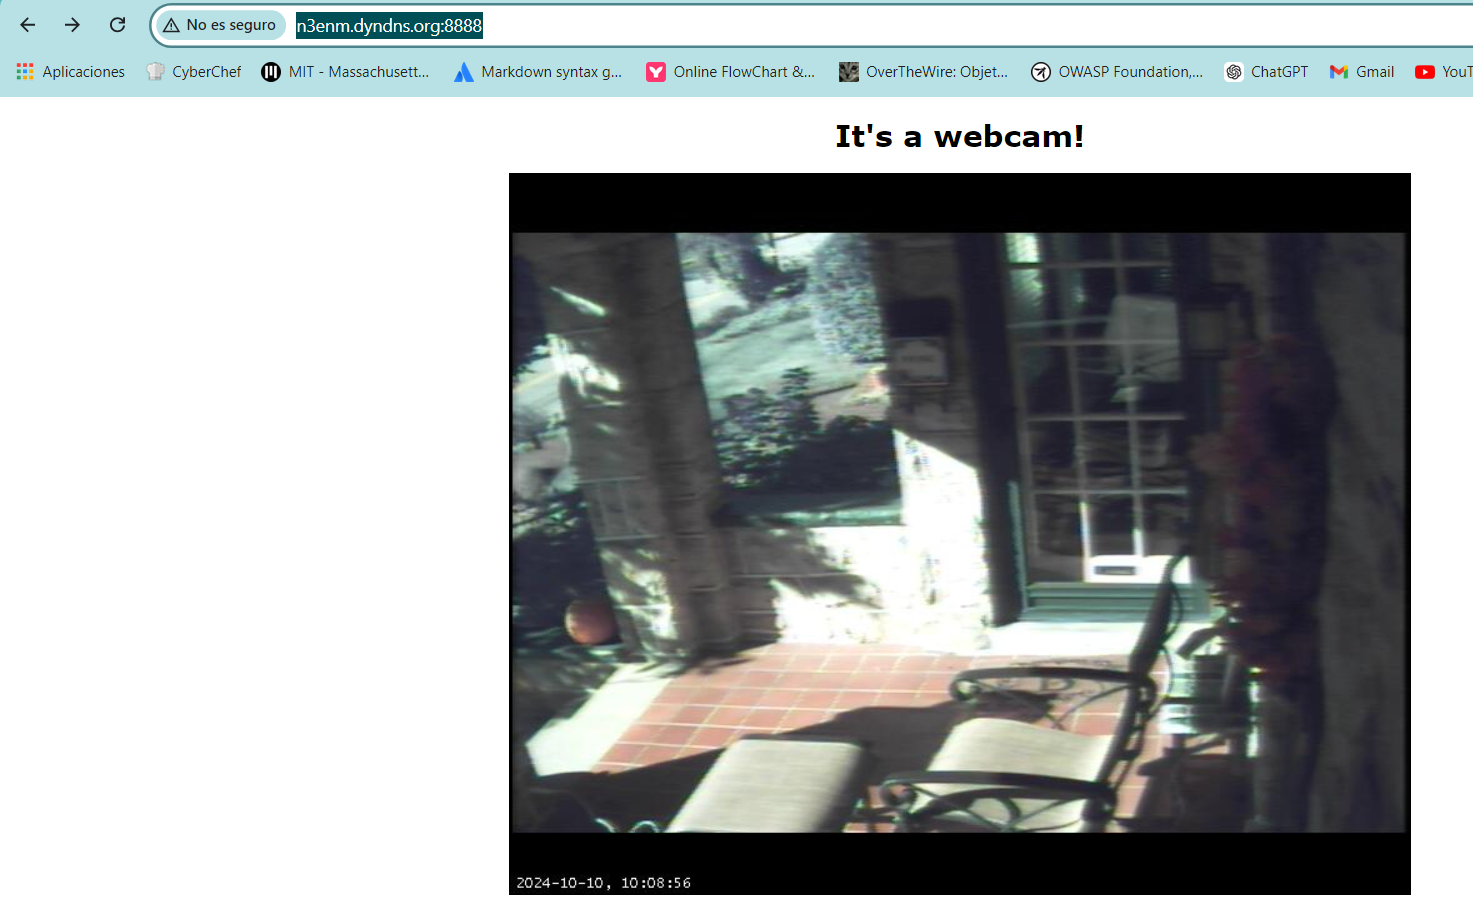 No es seguro
n3enm.dyndns.org:8888
Aplicaciones
CyberChef
MIT - Massachusett...
Markdown syntax g...
Online FlowChart &...
OverTheWire: Objet...
OWASP Foundation,...
ChatGPT
Gmail
YouT
It's a webcam!
2024-10-10, 10:08:56